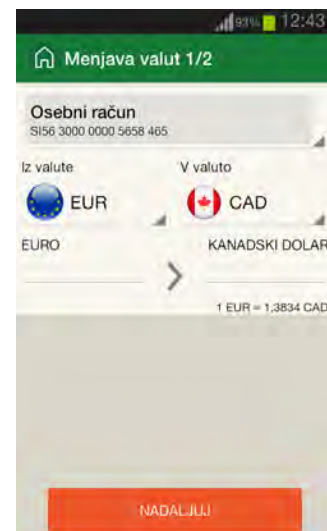 93% 12:43
Menjava valut 1/2
Osebni račun
SI56 3000 0000 5658 465
Iz valute
V valuto
EUR
CAD
EURO
KANADSKI DOLAR
1 EUR = 1,3834 CAD
NADALJUJ